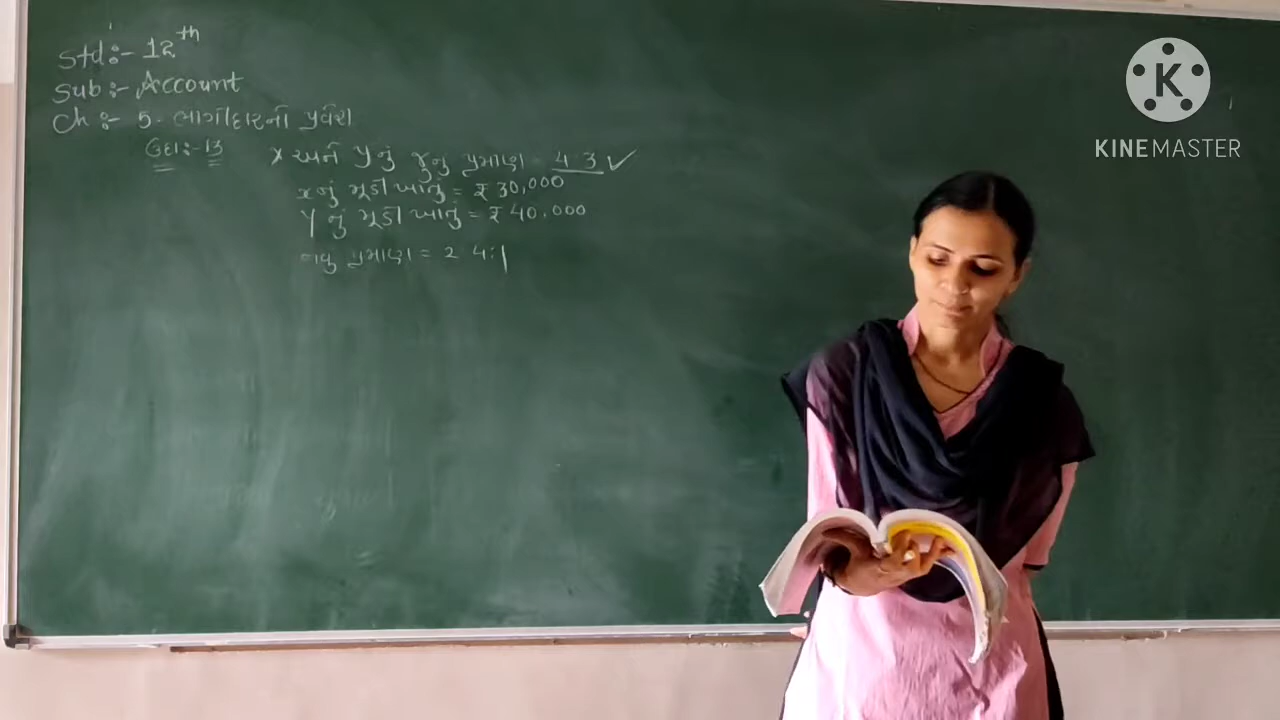 Std :- 12th
Sub :- Account
Ch :- 5. ભાગીદારનો પ્રવેશ
ઉદા :- 13
x અને y નું જૂનું પ્રમાણ = 4 3 ✓
x નું મૂડી ખાતું = ₹ 30,000
y નું મૂડી ખાતું = ₹ 40,000
નવુ પ્રમાણ = 2 4:1
K
KINEMASTER